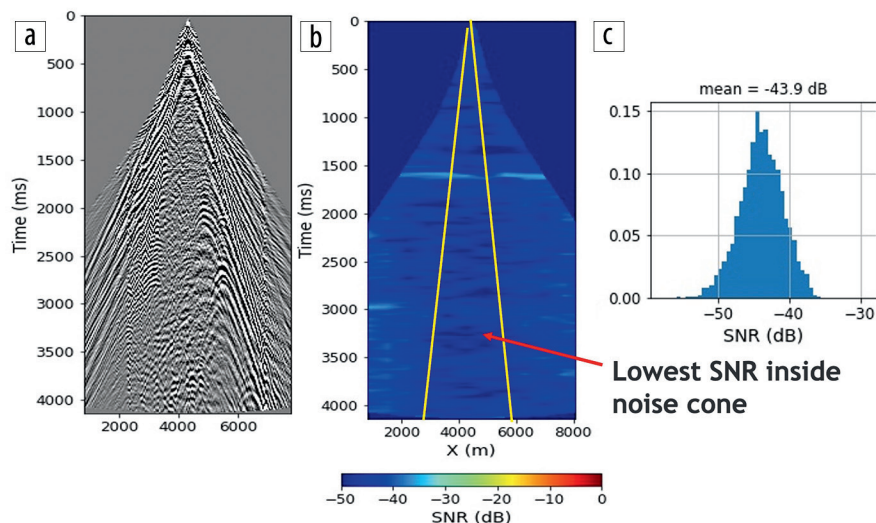 a
0
500
1000
1500
2000
2500
3000
3500
4000
Time (ms)
2000 4000 6000
b
0
500
1000
1500
2000
2500
3000
3500
4000
Time (ms)
2000 4000 6000 8000
X (m)
−50 −40 −30 −20 −10 0
SNR (dB)
c
mean = -43.9 dB
0.15
0.10
0.05
0.00
−50 −40 −30
SNR (dB)
Lowest SNR inside
noise cone